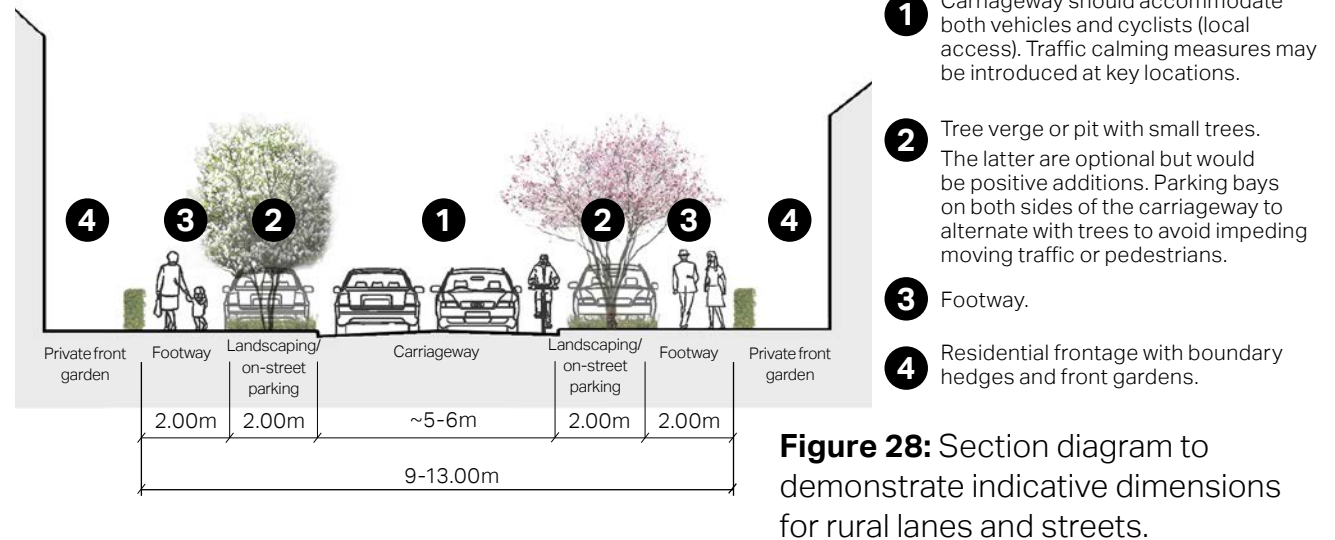 1
Carriageway should accommodate
both vehicles and cyclists (local
access). Traffic calming measures may
be introduced at key locations.
2
Tree verge or pit with small trees.
The latter are optional but would
be positive additions. Parking bays
on both sides of the carriageway to
alternate with trees to avoid impeding
moving traffic or pedestrians.
3
Footway.
4
Residential frontage with boundary
hedges and front gardens.
4 3 2 1 2 3 4
Private front
garden
Footway
Landscaping/
on-street
parking
Carriageway
Landscaping/
on-street
parking
Footway
Private front
garden
2.00m 2.00m ~5-6m 2.00m 2.00m
9-13.00m
Figure 28: Section diagram to
demonstrate indicative dimensions
for rural lanes and streets.